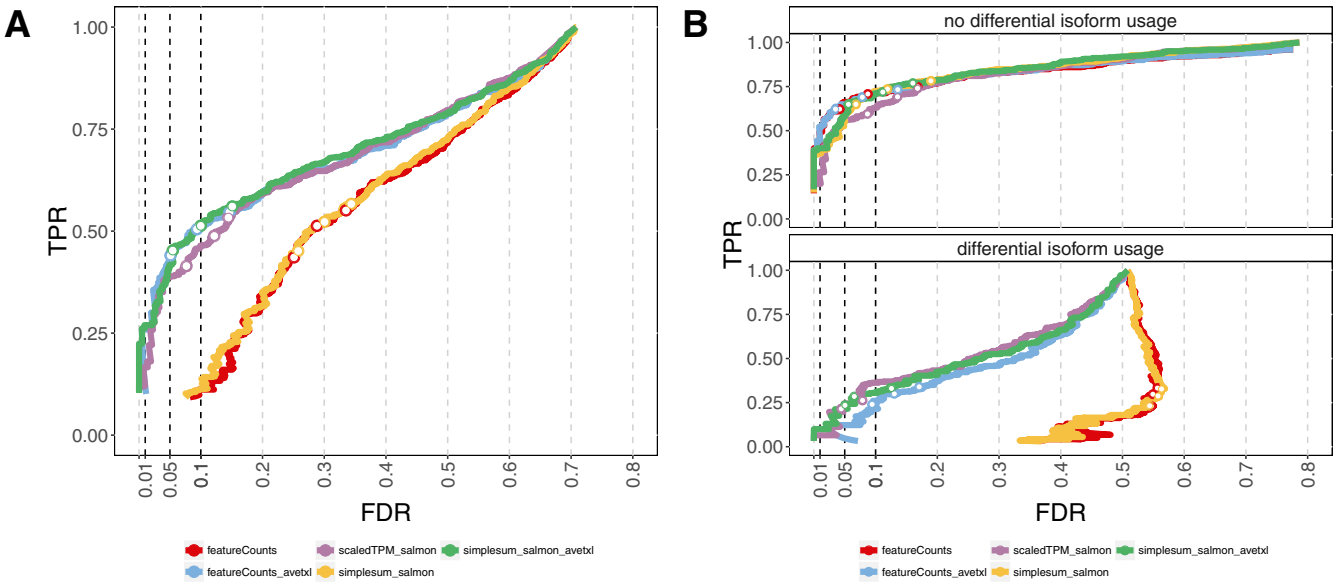 A
TPR
1.00
0.75
0.50
0.25
0.00
0.01
0.05
0.1
0.2
0.3
0.4
0.5
0.6
0.7
0.8
FDR
featureCounts
scaledTPM_salmon
simplesum_salmon_avetxl
featureCounts_avetxl
simplesum_salmon
B
TPR
no differential isoform usage
1.00
0.75
0.50
0.25
0.00
differential isoform usage
1.00
0.75
0.50
0.25
0.00
0.01
0.05
0.1
0.2
0.3
0.4
0.5
0.6
0.7
0.8
FDR
featureCounts
scaledTPM_salmon
simplesum_salmon_avetxl
featureCounts_avetxl
simplesum_salmon